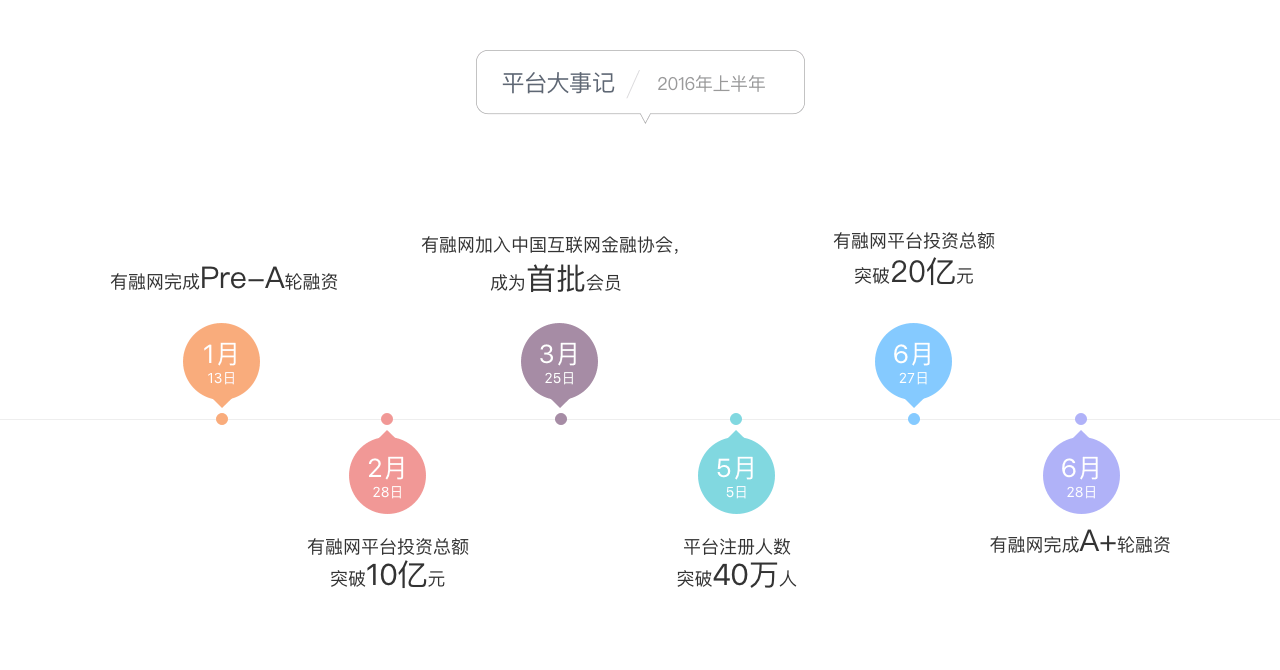 平台大事记 / 2016年上半年
有融网完成Pre-A轮融资
1月
13日
2月
28日
有融网平台投资总额
突破10亿元
有融网加入中国互联网金融协会,
成为首批会员
3月
25日
5月
5日
平台注册人数
突破40万人
有融网平台投资总额
突破20亿元
6月
27日
6月
28日
有融网完成A+轮融资